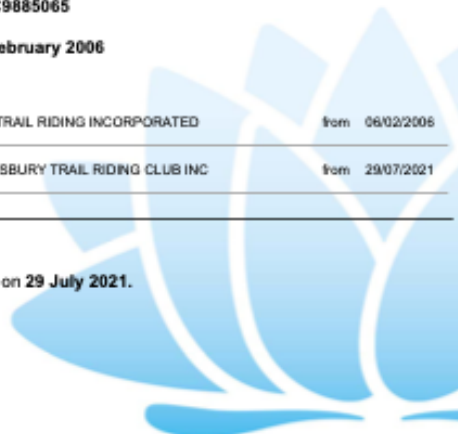 9885065
ebruary 2006
TRAIL RIDING INCORPORATED from 06/02/2006
SBURY TRAIL RIDING CLUB INC from 29/07/2021
on 29 July 2021.